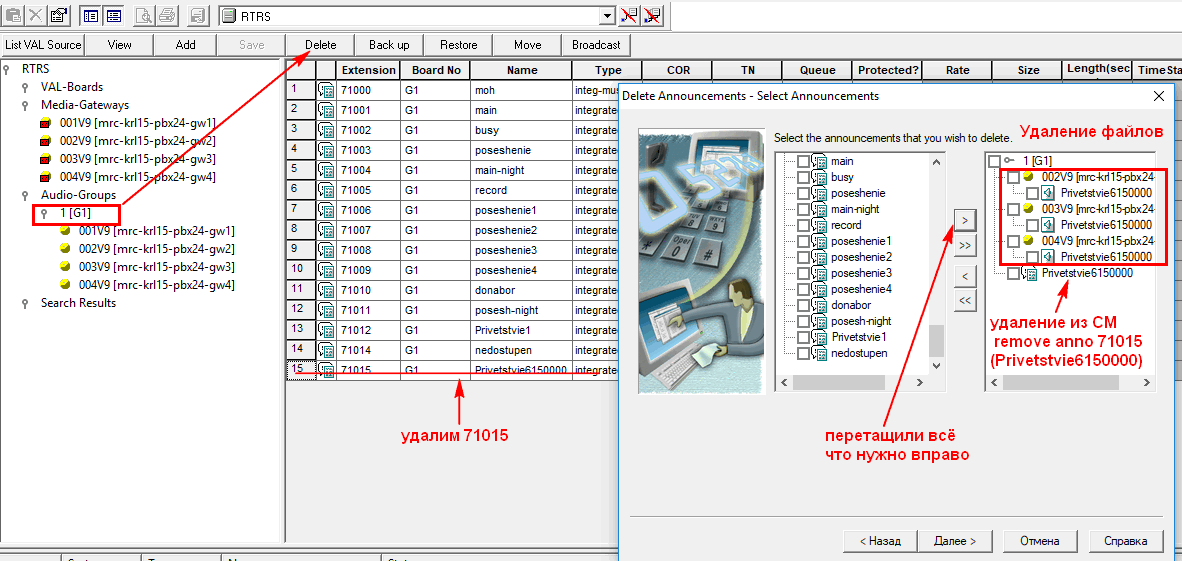 RTRS
List VAL Source View Add Save Delete Back up Restore Move Broadcast
RTRS
VAL-Boards
Media-Gateways
001V9 [mrc-krl15-pbx24-gw1]
002V9 [mrc-krl15-pbx24-gw2]
003V9 [mrc-krl15-pbx24-gw3]
004V9 [mrc-krl15-pbx24-gw4]
Audio-Groups
1 [G1]
001V9 [mrc-krl15-pbx24-gw1]
002V9 [mrc-krl15-pbx24-gw2]
003V9 [mrc-krl15-pbx24-gw3]
004V9 [mrc-krl15-pbx24-gw4]
Search Results
Extension Board No Name Type COR TN Queue Protected? Rate Size Length(sec TimeSta
1 71000 G1 moh integ-mus
2 71001 G1 main integrate
3 71002 G1 busy integrate
4 71003 G1 posheshenie integrate
5 71004 G1 main-night integrate
6 71005 G1 record integrate
7 71006 G1 poseshenie1 integrate
8 71007 G1 poseshenie2 integrate
9 71008 G1 poseshenie3 integrate
10 71009 G1 poseshenie4 integrate
11 71010 G1 donabor integrate
12 71011 G1 posesh-night integrate
13 71012 G1 Privetstvie1 integrate
14 71014 G1 nedostupen integrate
15 71015 G1 Privetstvie6150000 integrate
удалим 71015
Delete Announcements - Select Announcements
Select the announcements that you wish to delete.
Удаление файлов
main
busy
poseshenie
main-night
record
poseshenie1
poseshenie2
poseshenie3
poseshenie4
donabor
posesh-night
Privetstvie1
nedostupen
>
>>
<
<<
1 [G1]
002V9 [mrc-krl15-pbx24-
Privetstvie6150000
003V9 [mrc-krl15-pbx24-
Privetstvie6150000
004V9 [mrc-krl15-pbx24-
Privetstvie6150000
Privetstvie6150000
удаление из CM
remove anno 71015
(Privetstvie6150000)
перетащили всё
что нужно вправо
< Назад Далее > Отмена Справка